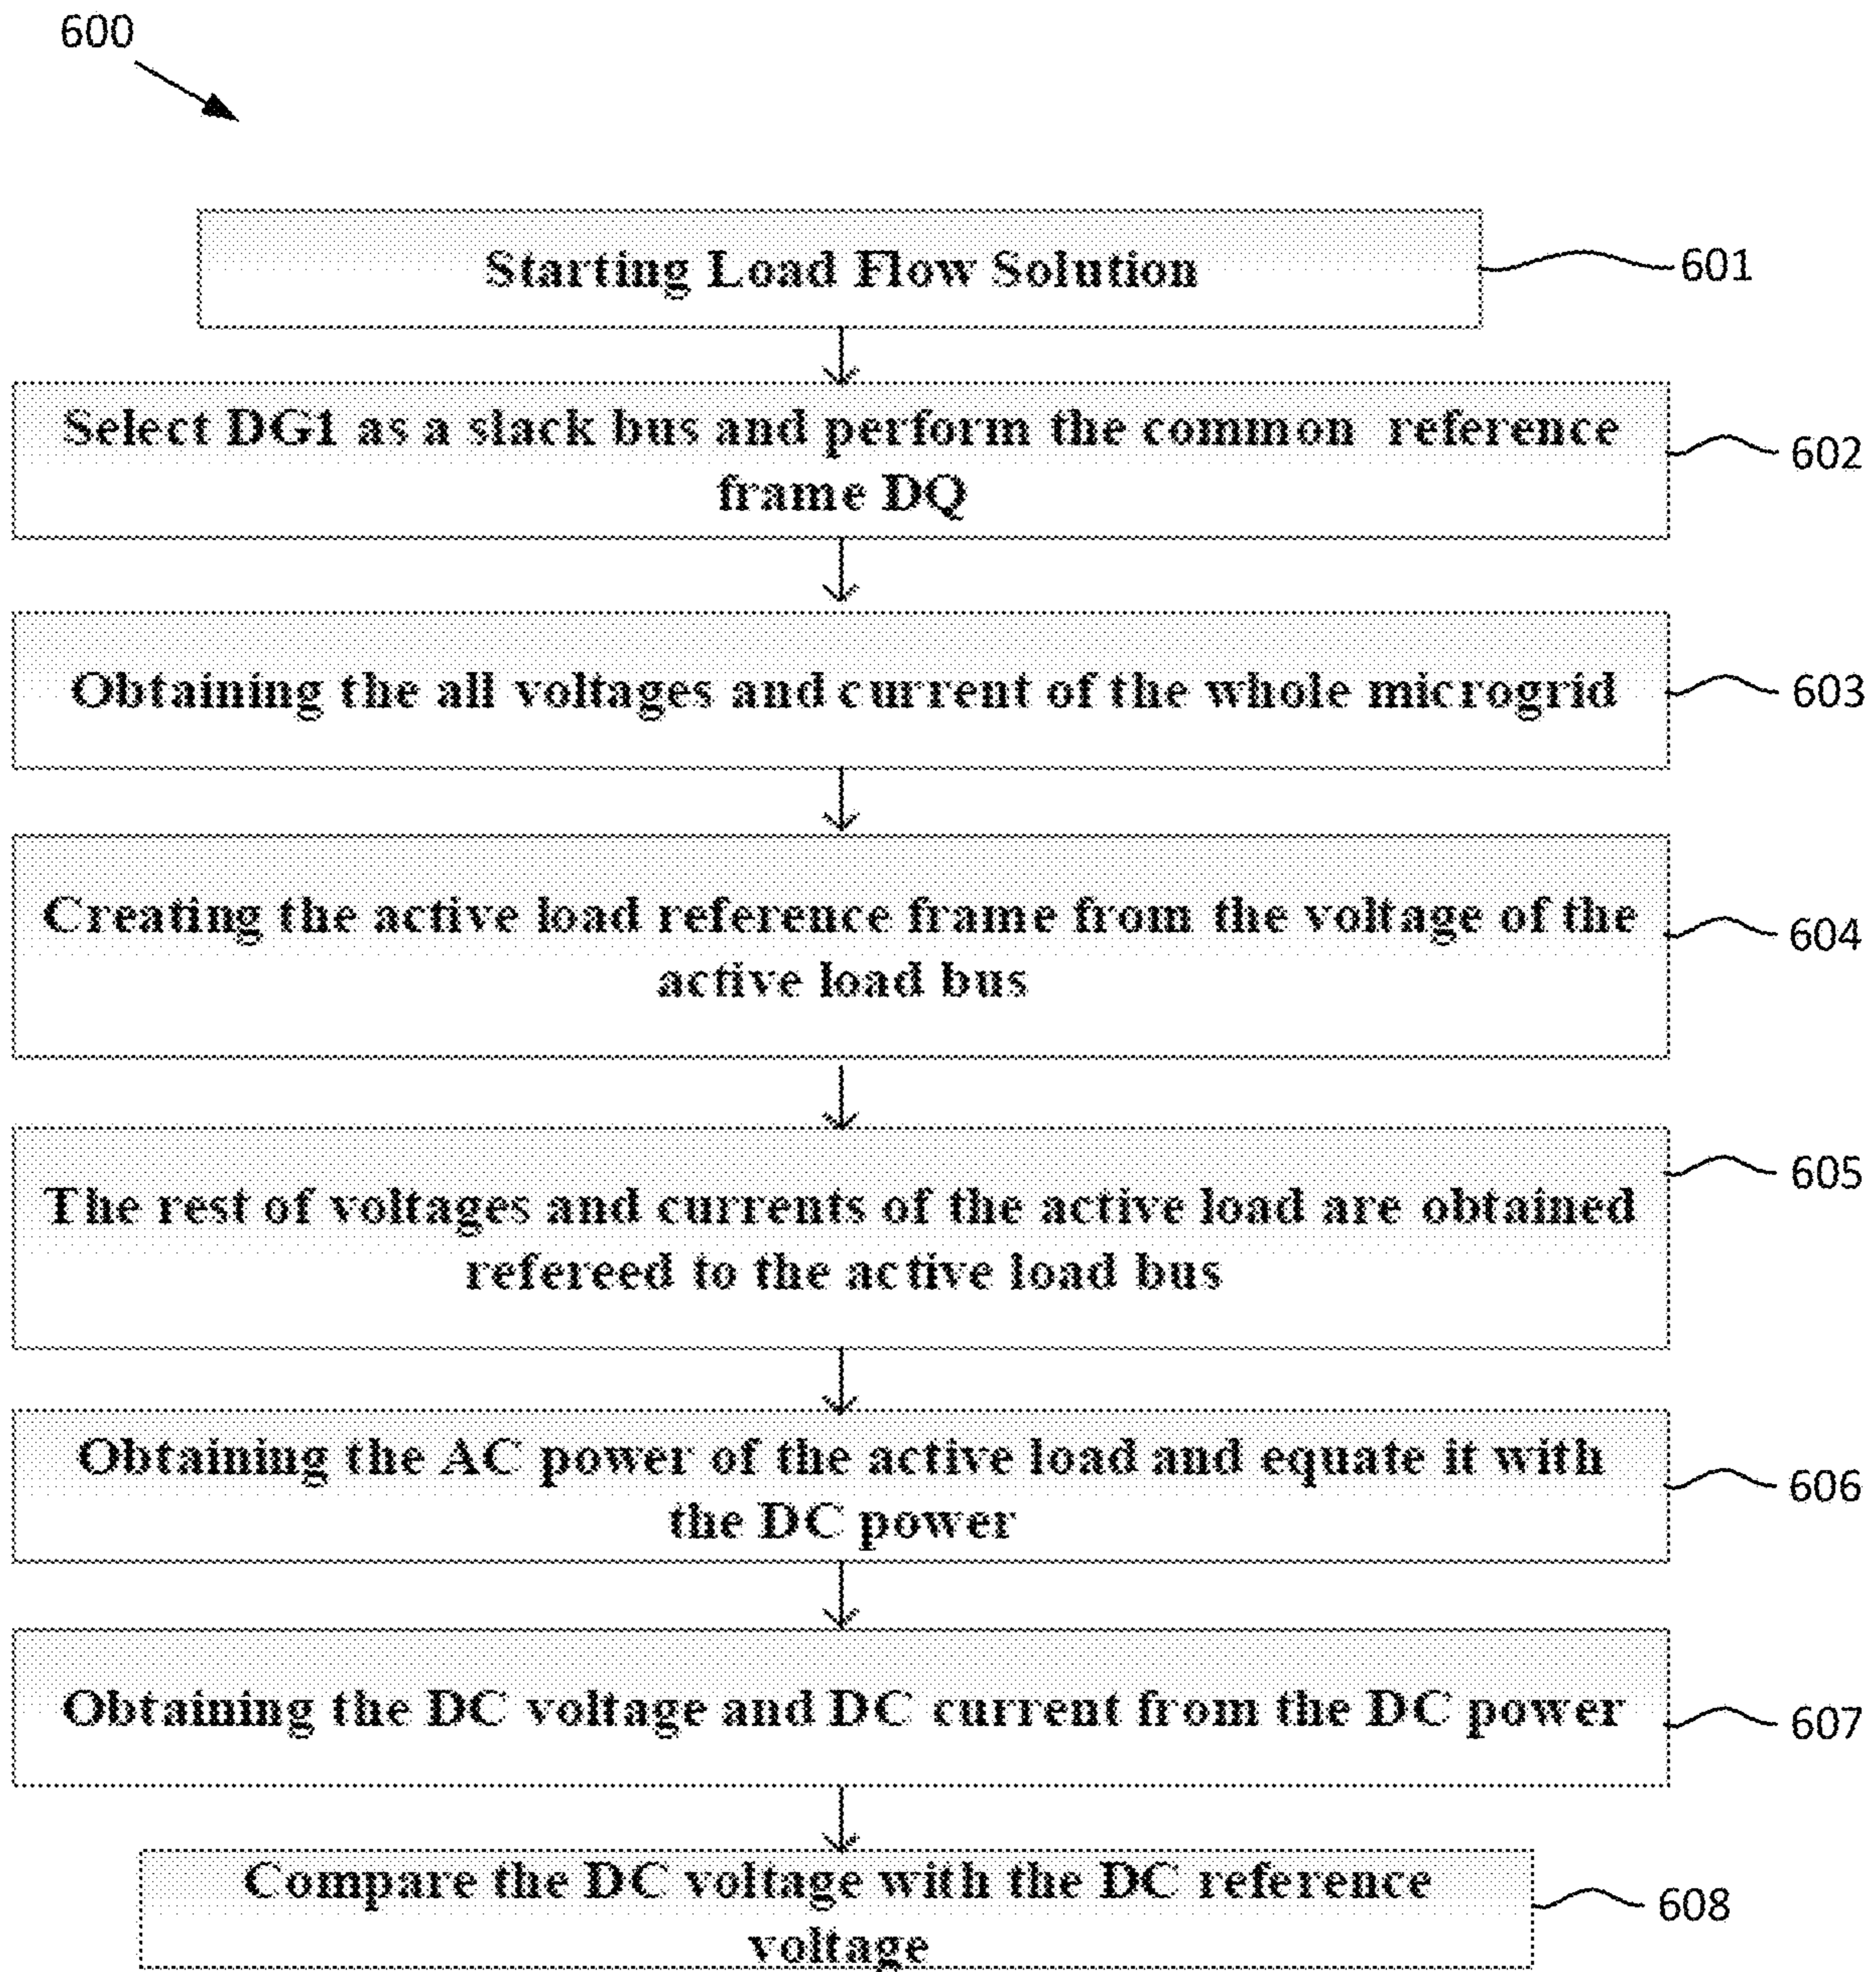 600
Starting Load Flow Solution
601
Select DG1 as a slack bus and perform the common reference
frame DQ
602
Obtaining the all voltages and current of the whole microgrid
603
Creating the active load reference frame from the voltage of the
active load bus
604
The rest of voltages and currents of the active load are obtained
refereed to the active load bus
605
Obtaining the AC power of the active load and equate it with
the DC power
606
Obtaining the DC voltage and DC current from the DC power
607
Compare the DC voltage with the DC reference
voltage
608